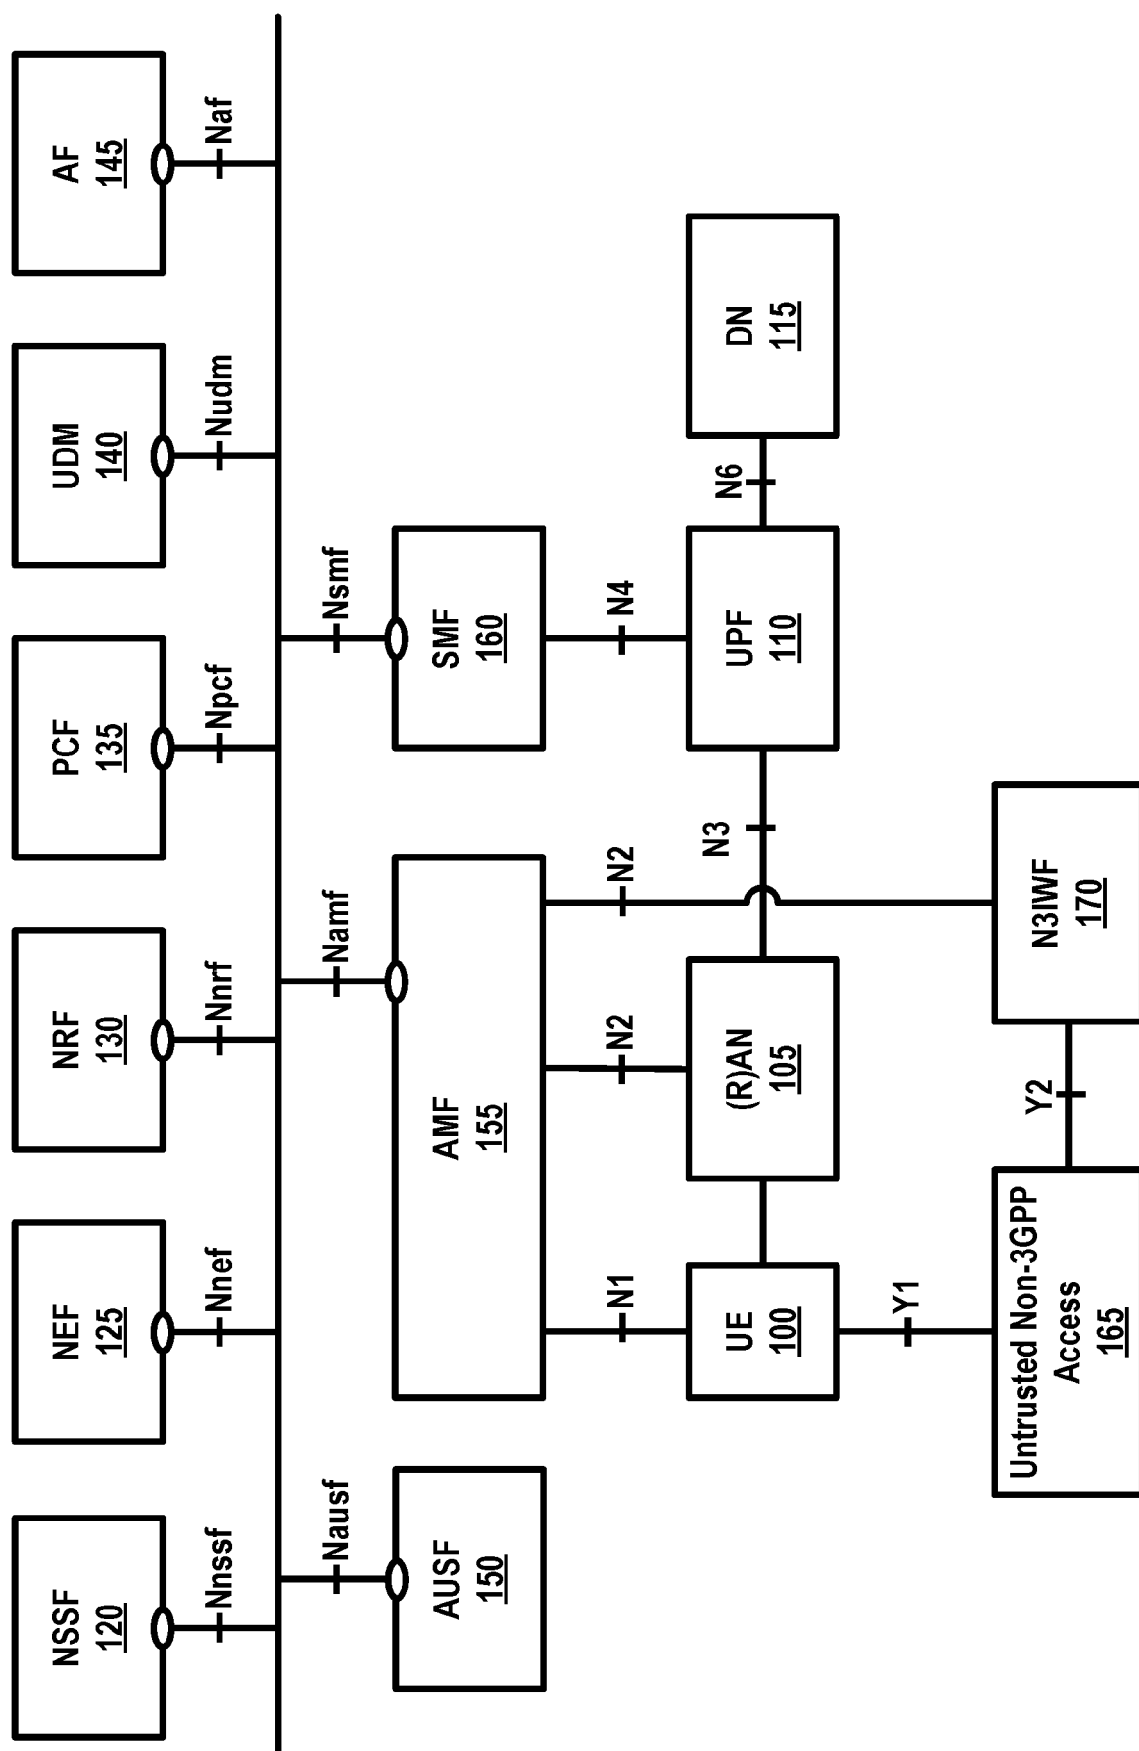 NSSF
120
NEF
125
NRF
130
PCF
135
UDM
140
AF
145
Nnssf
Nnef
Nnrf
Npcf
Nudm
Naf
Nausf
Namf
Nsmf
AUSF
150
AMF
155
SMF
160
N1
N2
N2
N4
UE
100
(R)AN
105
N3
UPF
110
N6
DN
115
Y1
Untrusted Non-3GPP
Access
165
Y2
N3IWF
170